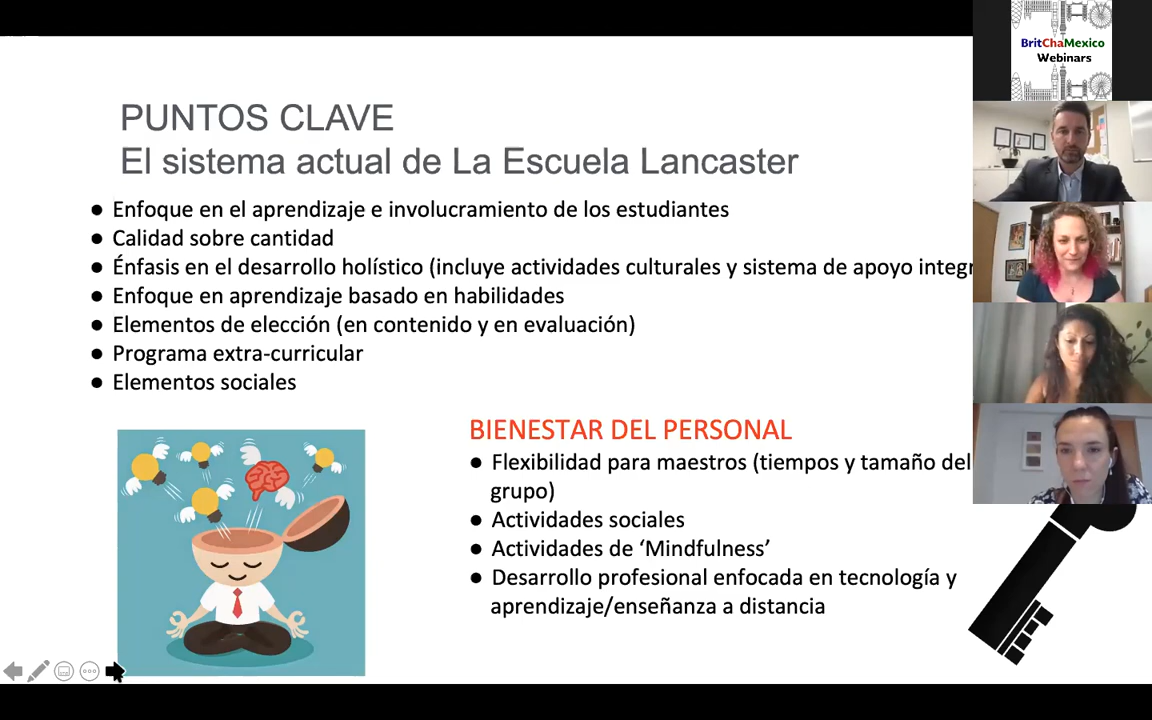 BritChaMexico
Webinars
PUNTOS CLAVE
El sistema actual de La Escuela Lancaster
● Enfoque en el aprendizaje e involucramiento de los estudiantes
● Calidad sobre cantidad
● Énfasis en el desarrollo holístico (incluye actividades culturales y sistema de apoyo integr
● Enfoque en aprendizaje basado en habilidades
● Elementos de elección (en contenido y en evaluación)
● Programa extra-curricular
● Elementos sociales
BIENESTAR DEL PERSONAL
● Flexibilidad para maestros (tiempos y tamaño del
grupo)
● Actividades sociales
● Actividades de ‘Mindfulness’
● Desarrollo profesional enfocada en tecnología y
aprendizaje/enseñanza a distancia